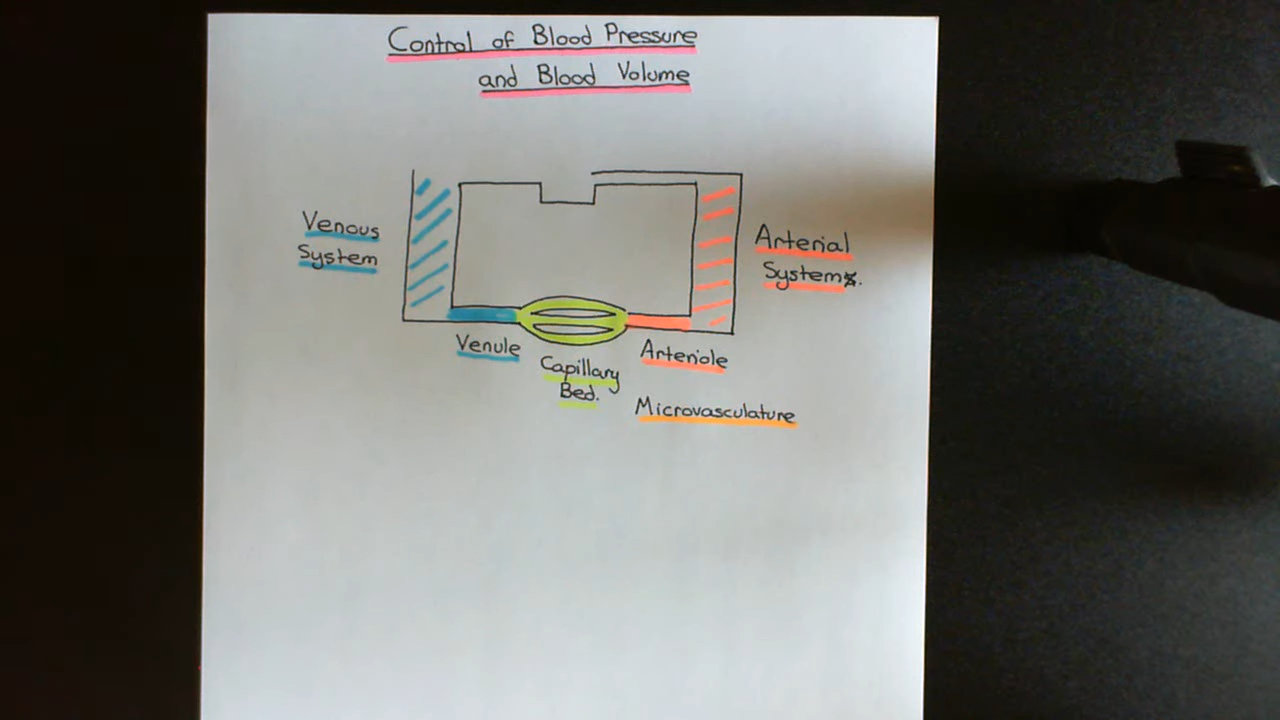 Control of Blood Pressure
and Blood Volume
Venous
System
Arterial
System.
Venule
Capillary
Bed.
Arteriole
Microvasculature